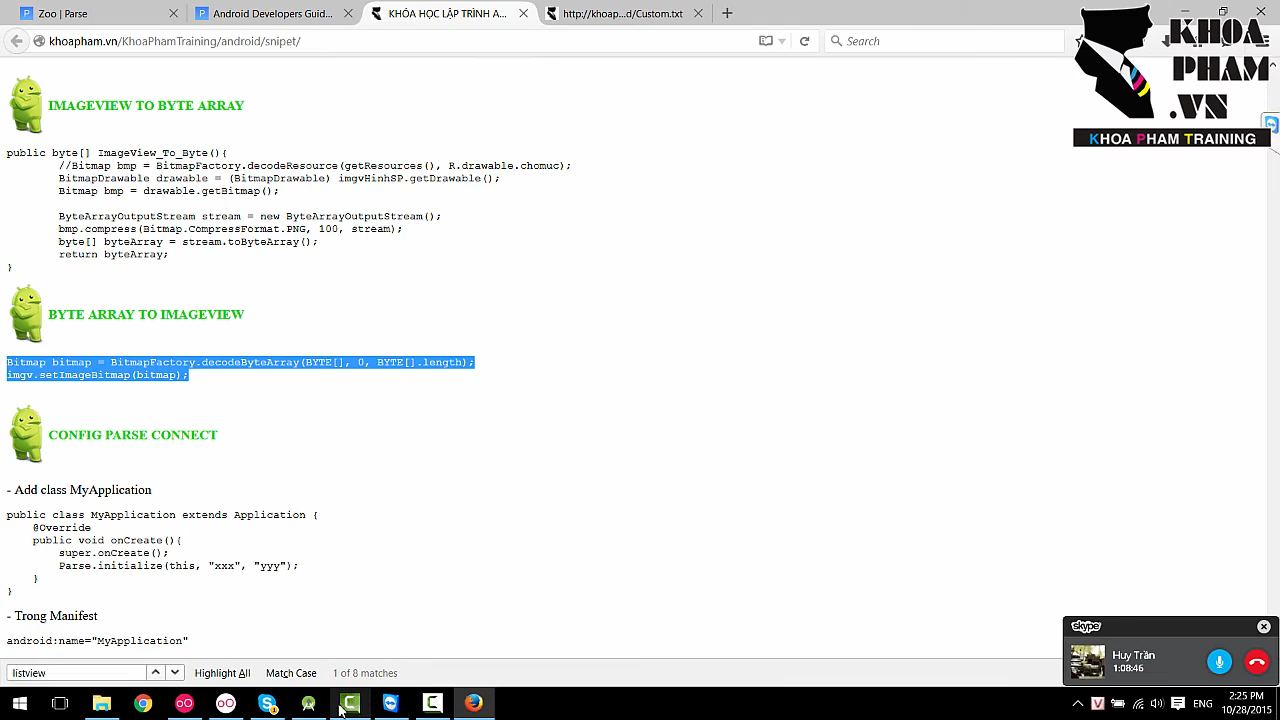 Zoo | Parse
Android Developers Guid...
KHÓA HỌC LẬP TRÌNH A...
http://khoap...d/Custom.txt
khoapham.vn/KhoaPhamTraining/android/snipet/
Search
KHOA
PHAM
.VN
KHOA PHAM TRAINING
IMAGEVIEW TO BYTE ARRAY
public byte[] ImageView_To_Byte(){
//Bitmap bmp = BitmapFactory.decodeResource(getResources(), R.drawable.chomuc);
BitmapDrawable drawable = (BitmapDrawable) imgvHinhSP.getDrawable();
Bitmap bmp = drawable.getBitmap();
ByteArrayOutputStream stream = new ByteArrayOutputStream();
bmp.compress(Bitmap.CompressFormat.PNG, 100, stream);
byte[] byteArray = stream.toByteArray();
return byteArray;
}
BYTE ARRAY TO IMAGEVIEW
Bitmap bitmap = BitmapFactory.decodeByteArray(BYTE[], 0, BYTE[].length);
imgv.setImageBitmap(bitmap);
CONFIG PARSE CONNECT
- Add class MyApplication
public class MyApplication extends Application {
@Override
public void onCreate(){
super.onCreate();
Parse.initialize(this, "xxx", "yyy");
}
}
- Trong Manifest
android:name="MyApplication"
skype
Huy Trần
1:08:46
listview
Highlight All
Match Case
1 of 8 matches
ENG
2:25 PM
10/28/2015